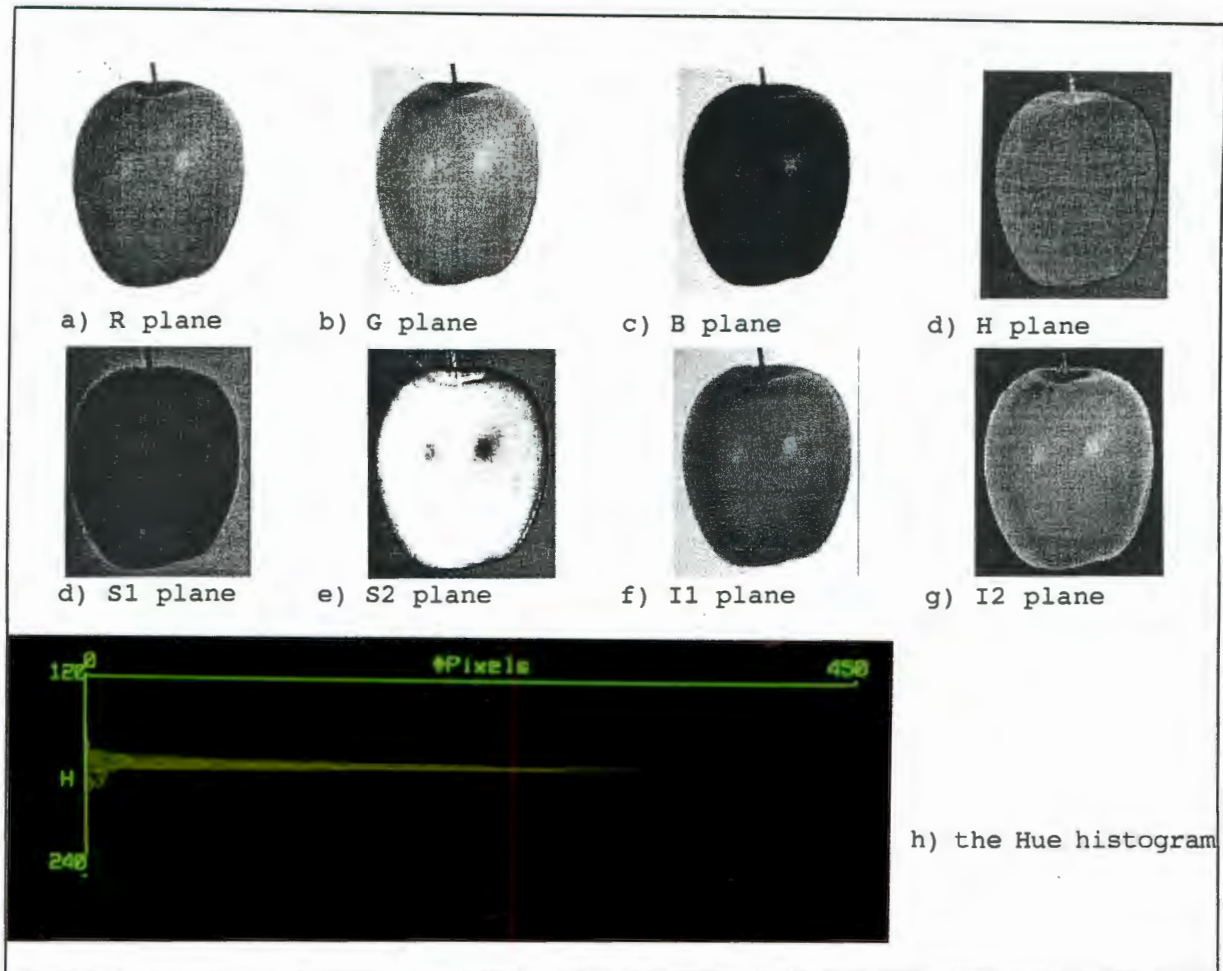 a) R plane
b) G plane
c) B plane
d) H plane
d) S1 plane
e) S2 plane
f) I1 plane
g) I2 plane
120 0 #Pixels 450
H
240
h) the Hue histogram